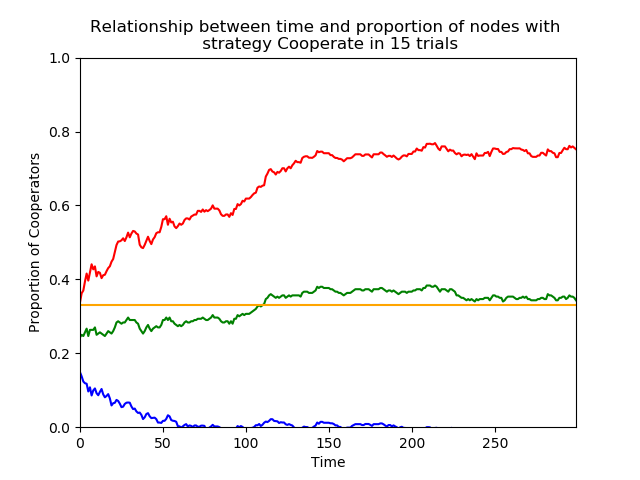 Relationship between time and proportion of nodes with
strategy Cooperate in 15 trials
1.0
0.8
0.6
0.4
0.2
0.0
Proportion of Cooperators
0 50 100 150 200 250
Time